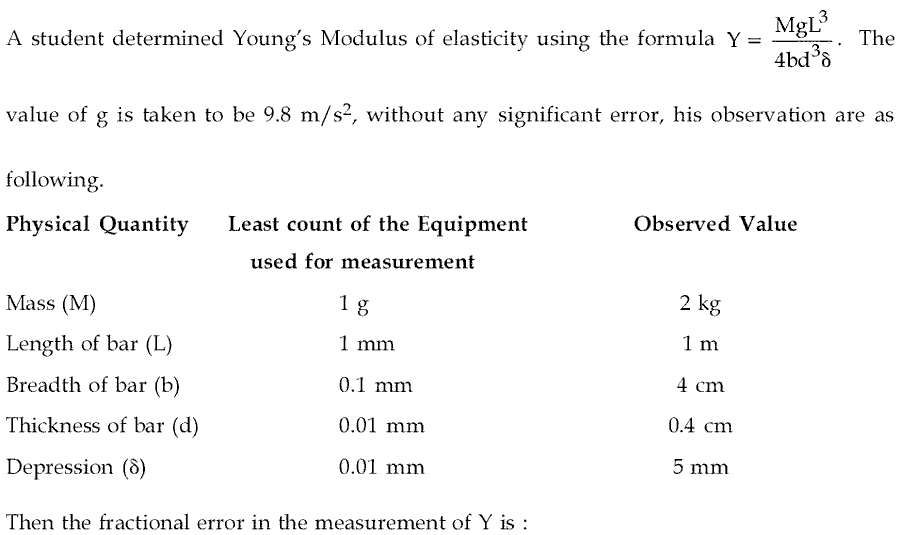 A student determined Young's Modulus of elasticity using the formula Y = MgL³/4bd³δ. The
value of g is taken to be 9.8 m/s², without any significant error, his observation are as
following.
Physical Quantity Least count of the Equipment Observed Value
used for measurement
Mass (M) 1 g 2 kg
Length of bar (L) 1 mm 1 m
Breadth of bar (b) 0.1 mm 4 cm
Thickness of bar (d) 0.01 mm 0.4 cm
Depression (δ) 0.01 mm 5 mm
Then the fractional error in the measurement of Y is :